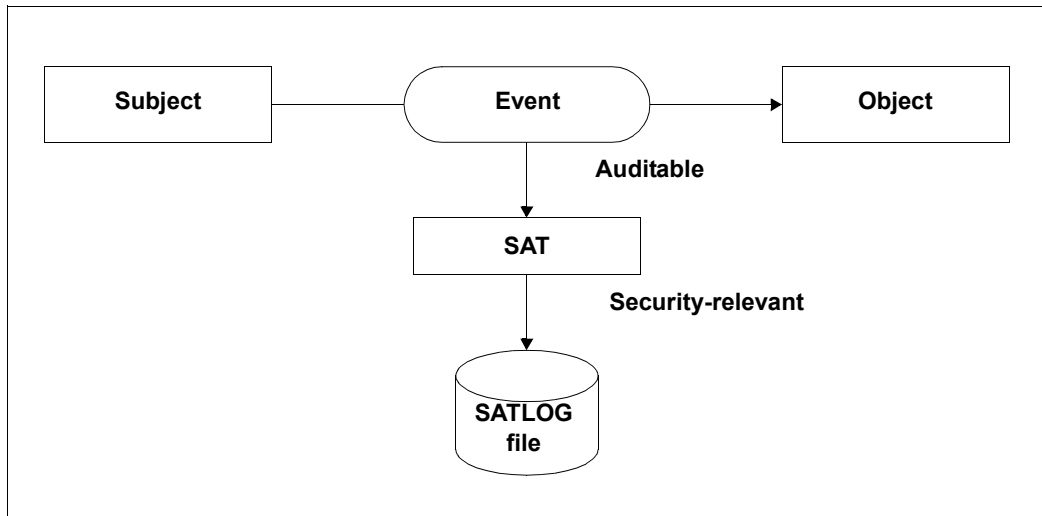 Subject
Event
Object
Auditable
SAT
Security-relevant
SATLOG
file